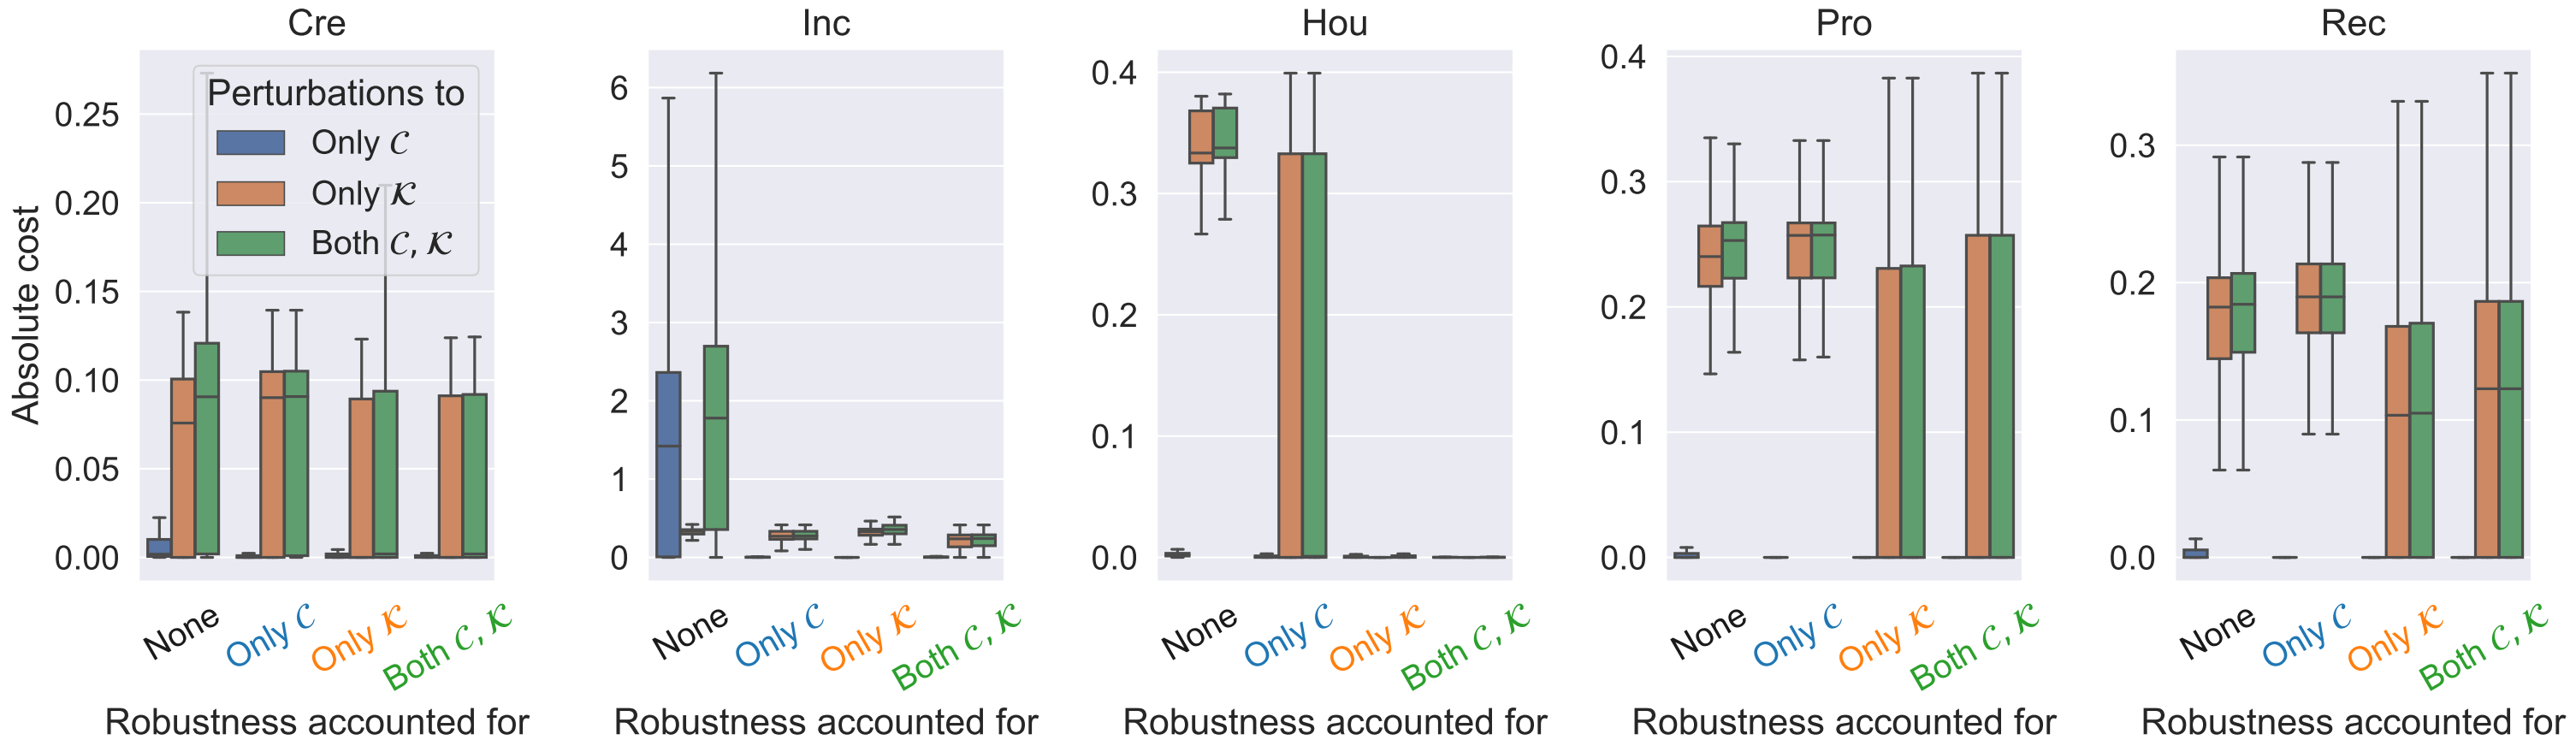 Cre
Inc
Hou
Pro
Rec
Absolute cost
0.25
0.20
0.15
0.10
0.05
0.00
Perturbations to
Only 𝒞
Only 𝒦
Both 𝒞, 𝒦
None
Only 𝒞
Only 𝒦
Both 𝒞, 𝒦
Robustness accounted for
6
5
4
3
2
1
0
None
Only 𝒞
Only 𝒦
Both 𝒞, 𝒦
Robustness accounted for
0.4
0.3
0.2
0.1
0.0
None
Only 𝒞
Only 𝒦
Both 𝒞, 𝒦
Robustness accounted for
0.4
0.3
0.2
0.1
0.0
None
Only 𝒞
Only 𝒦
Both 𝒞, 𝒦
Robustness accounted for
0.3
0.2
0.1
0.0
None
Only 𝒞
Only 𝒦
Both 𝒞, 𝒦
Robustness accounted for